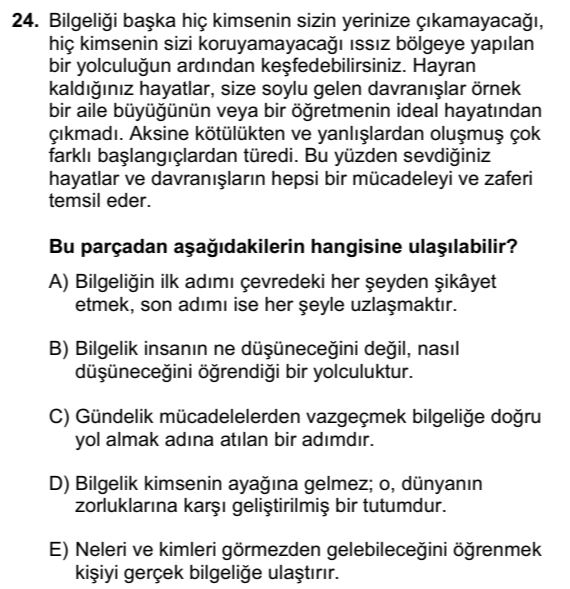 24. Bilgeliği başka hiç kimsenin sizin yerinize çıkamayacağı,
hiç kimsenin sizi koruyamayacağı ıssız bölgeye yapılan
bir yolculuğun ardından keşfedebilirsiniz. Hayran
kaldığınız hayatlar, size soylu gelen davranışlar örnek
bir aile büyüğünün veya bir öğretmenin ideal hayatından
çıkmadı. Aksine kötülükten ve yanlışlardan oluşmuş çok
farklı başlangıçlardan türedi. Bu yüzden sevdiğiniz
hayatlar ve davranışların hepsi bir mücadeleyi ve zaferi
temsil eder.
Bu parçadan aşağıdakilerin hangisine ulaşılabilir?
A) Bilgeliğin ilk adımı çevredeki her şeyden şikâyet
etmek, son adımı ise her şeyle uzlaşmaktır.
B) Bilgelik insanın ne düşüneceğini değil, nasıl
düşüneceğini öğrendiği bir yolculuktur.
C) Gündelik mücadelelerden vazgeçmek bilgeliğe doğru
yol almak adına atılan bir adımdır.
D) Bilgelik kimsenin ayağına gelmez; o, dünyanın
zorluklarına karşı geliştirilmiş bir tutumdur.
E) Neleri ve kimleri görmezden gelebileceğini öğrenmek
kişiyi gerçek bilgeliğe ulaştırır.